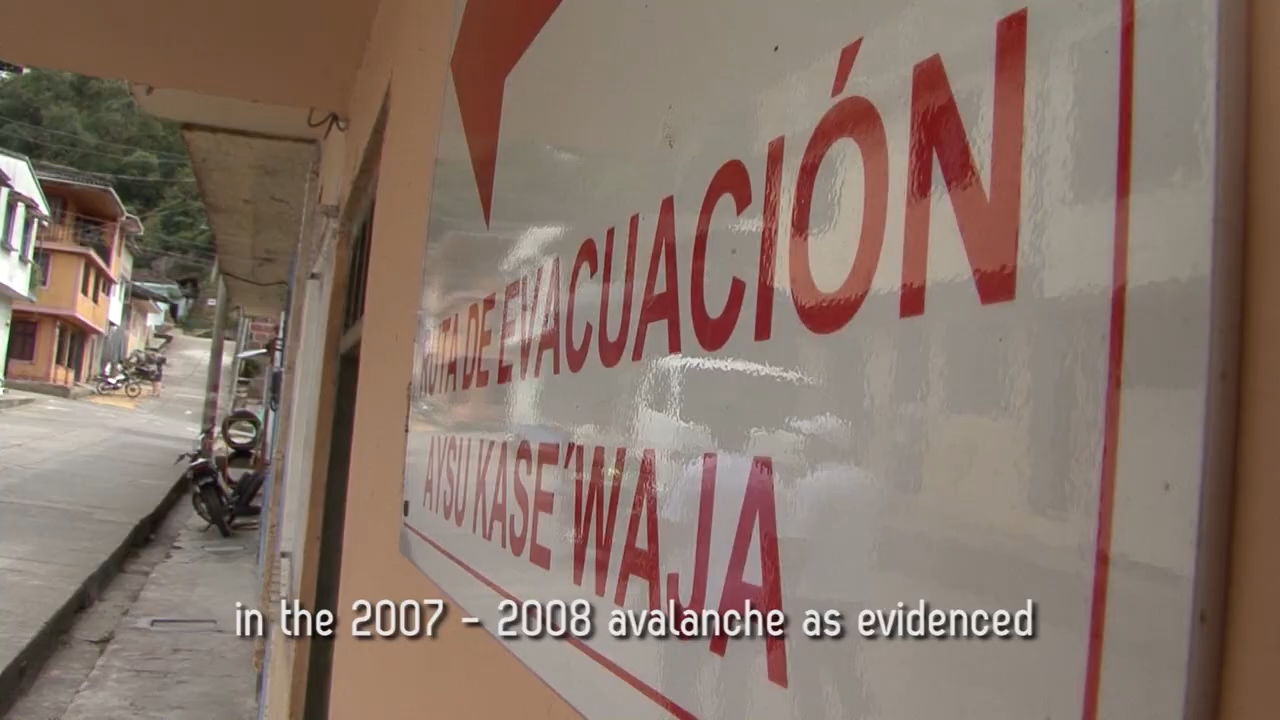 RUTA DE EVACUACIÓN
AYSU KASE´WAJA
in the 2007 - 2008 avalanche as evidenced